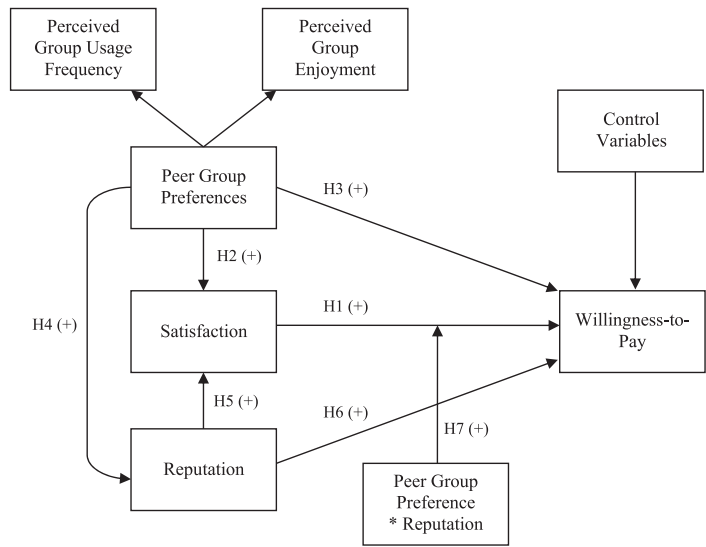 Perceived
Group Usage
Frequency
Perceived
Group
Enjoyment
Control
Variables
Peer Group
Preferences
H3 (+)
H2 (+)
H4 (+)
Satisfaction
H1 (+)
Willingness-to-
Pay
H5 (+)
H6 (+)
H7 (+)
Reputation
Peer Group
Preference
* Reputation